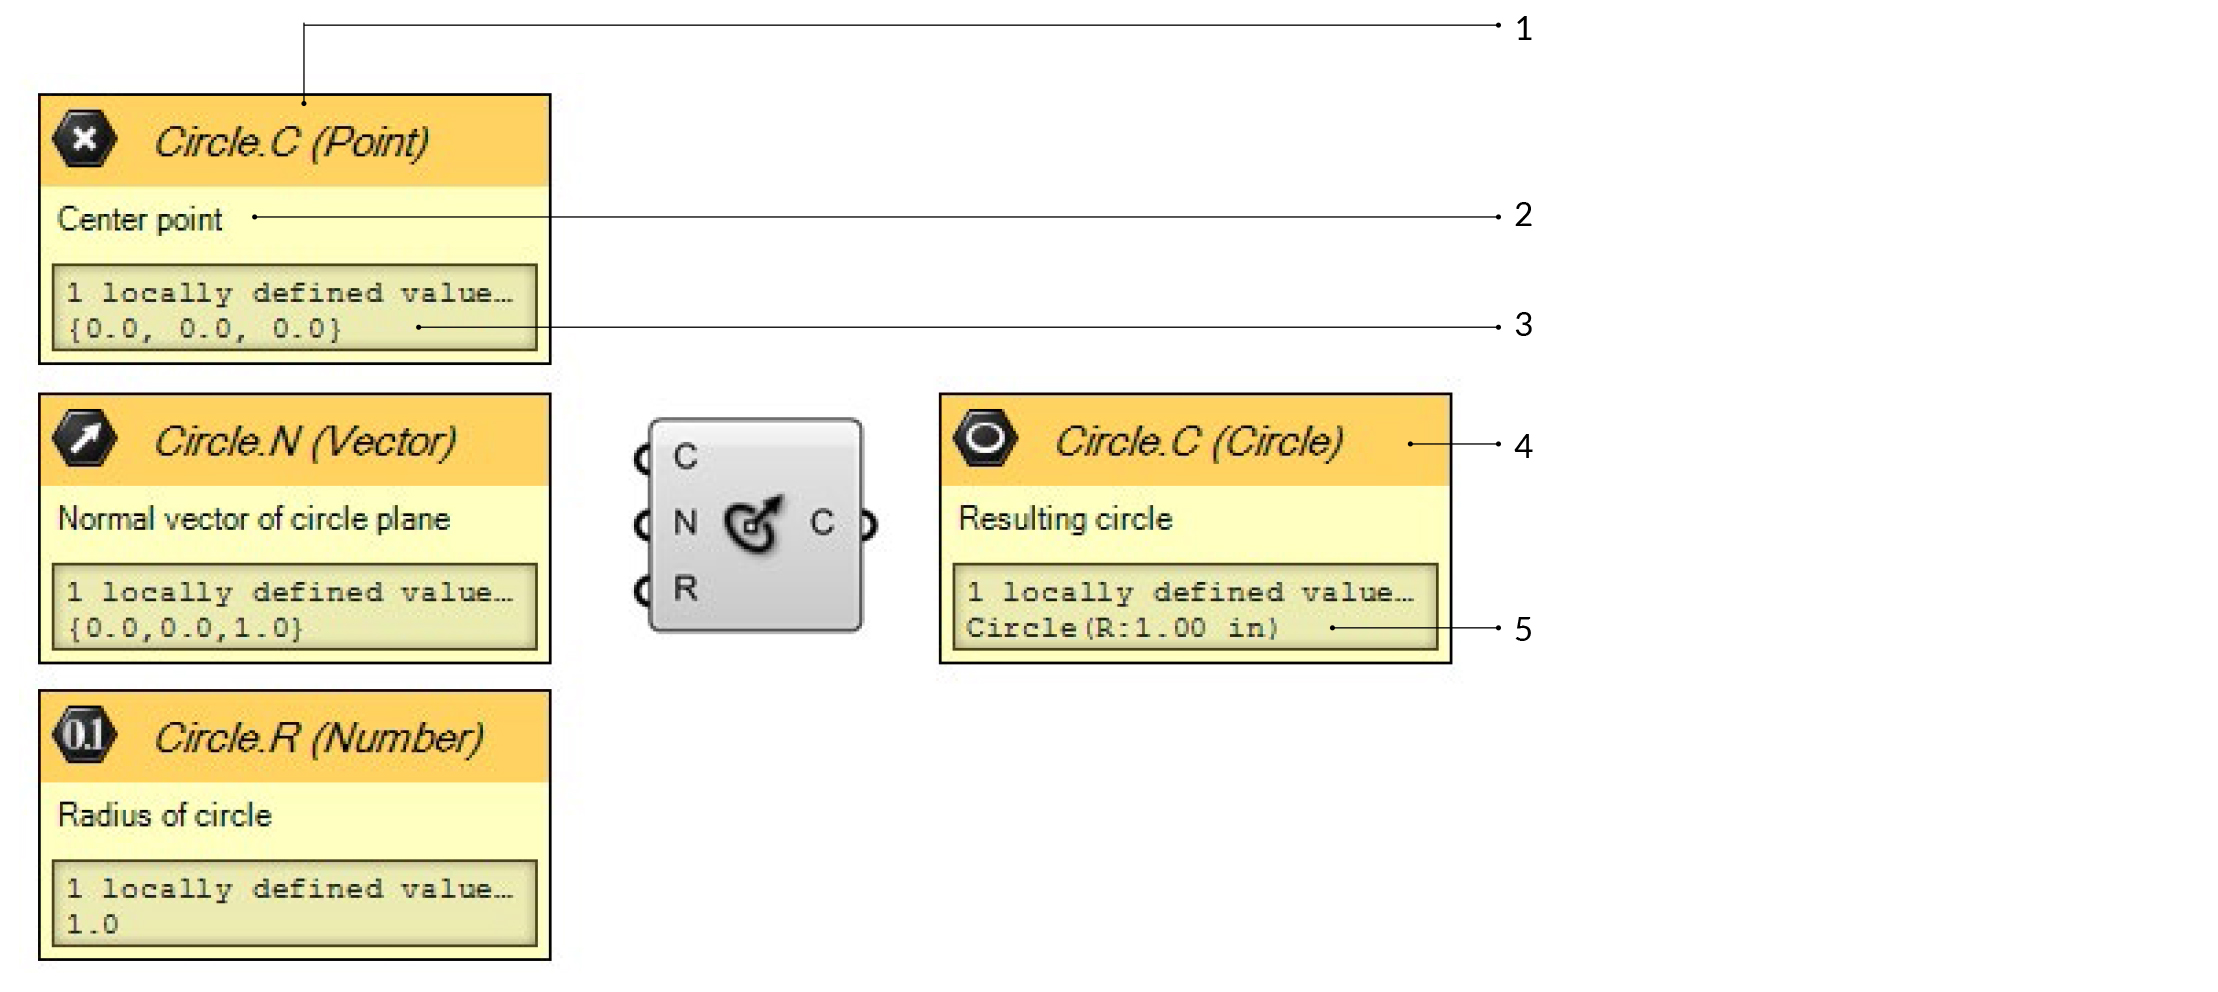 1
Circle.C (Point)
Center point
2
1 locally defined value...
{0.0, 0.0, 0.0}
3
Circle.N (Vector)
Normal vector of circle plane
1 locally defined value...
{0.0,0.0,1.0}
C
N
R
C
Circle.C (Circle)
4
Resulting circle
1 locally defined value...
Circle(R:1.00 in)
5
0.1
Circle.R (Number)
Radius of circle
1 locally defined value...
1.0